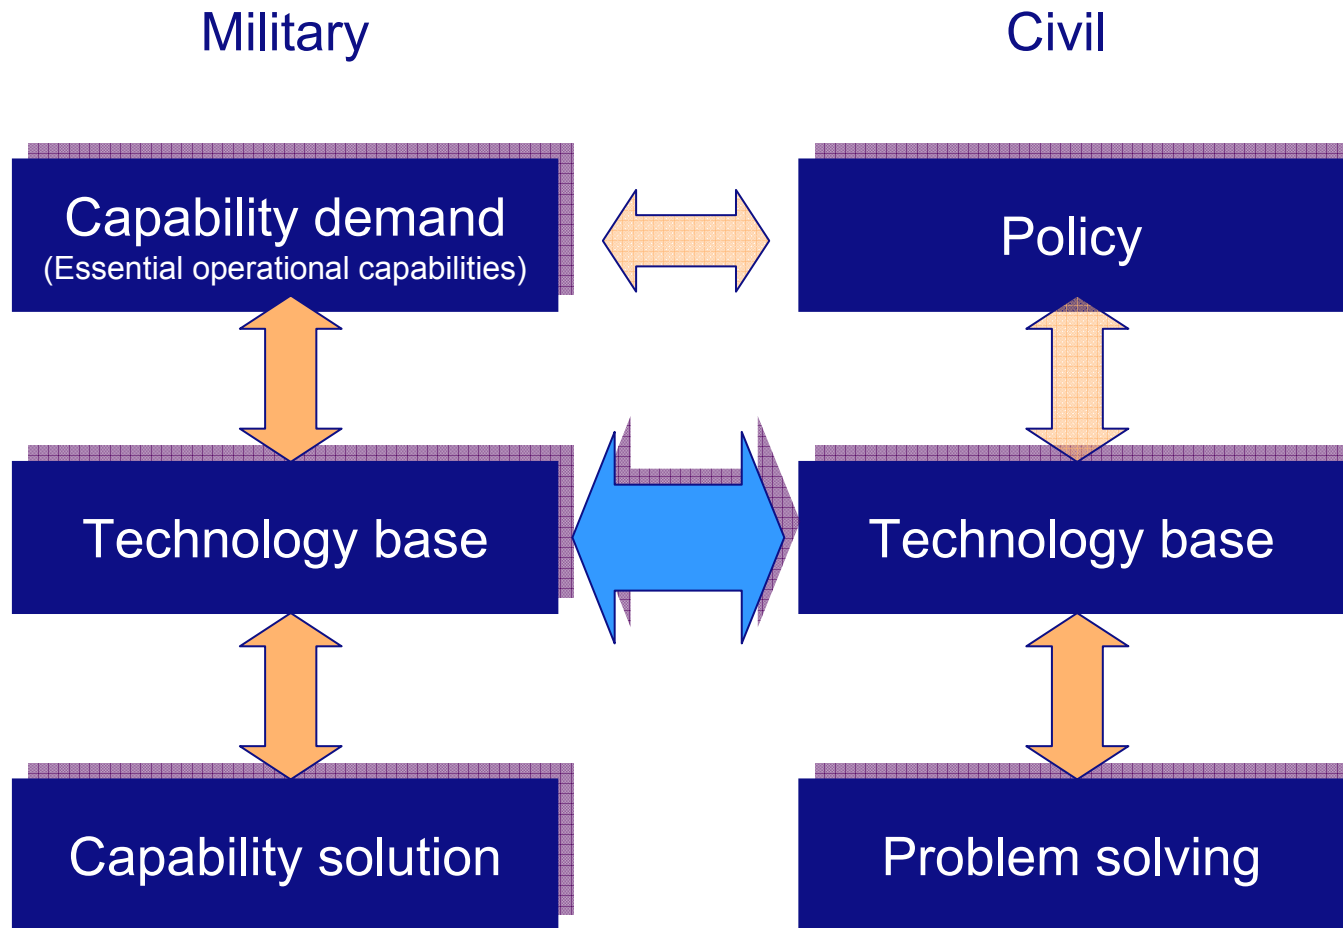 Military
Civil
Capability demand
(Essential operational capabilities)
Policy
Technology base
Technology base
Capability solution
Problem solving